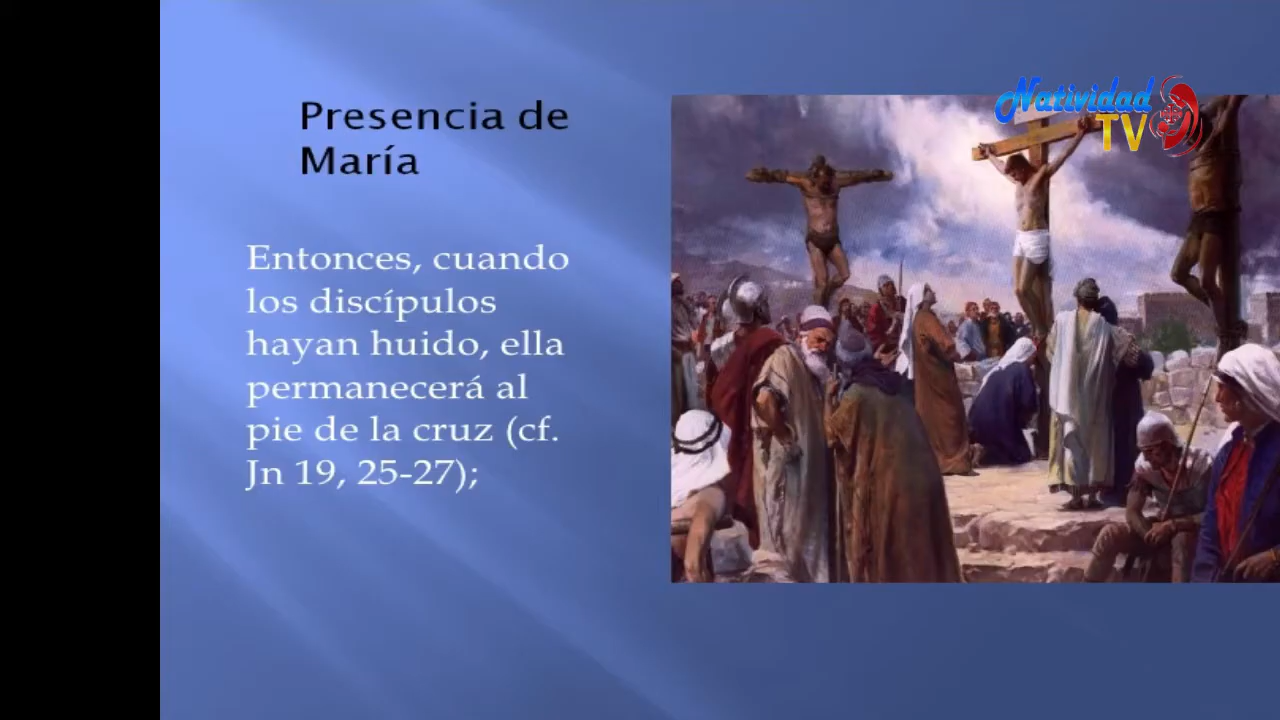 Presencia de
María
Entonces, cuando
los discípulos
hayan huido, ella
permanecerá al
pie de la cruz (cf.
Jn 19, 25-27);
Natividad
TV